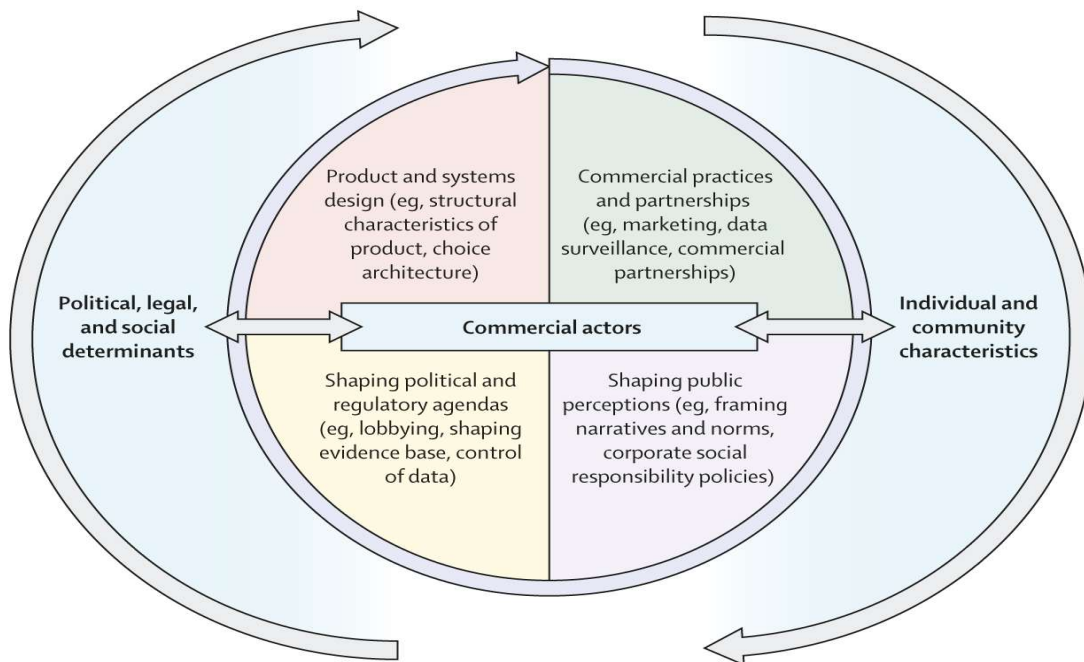 Product and systems
design (eg, structural
characteristics of
product, choice
architecture)
Commercial practices
and partnerships
(eg, marketing, data
surveillance, commercial
partnerships)
Political, legal,
and social
determinants
Commercial actors
Individual and
community
characteristics
Shaping political and
regulatory agendas
(eg, lobbying, shaping
evidence base, control
of data)
Shaping public
perceptions (eg, framing
narratives and norms,
corporate social
responsibility policies)